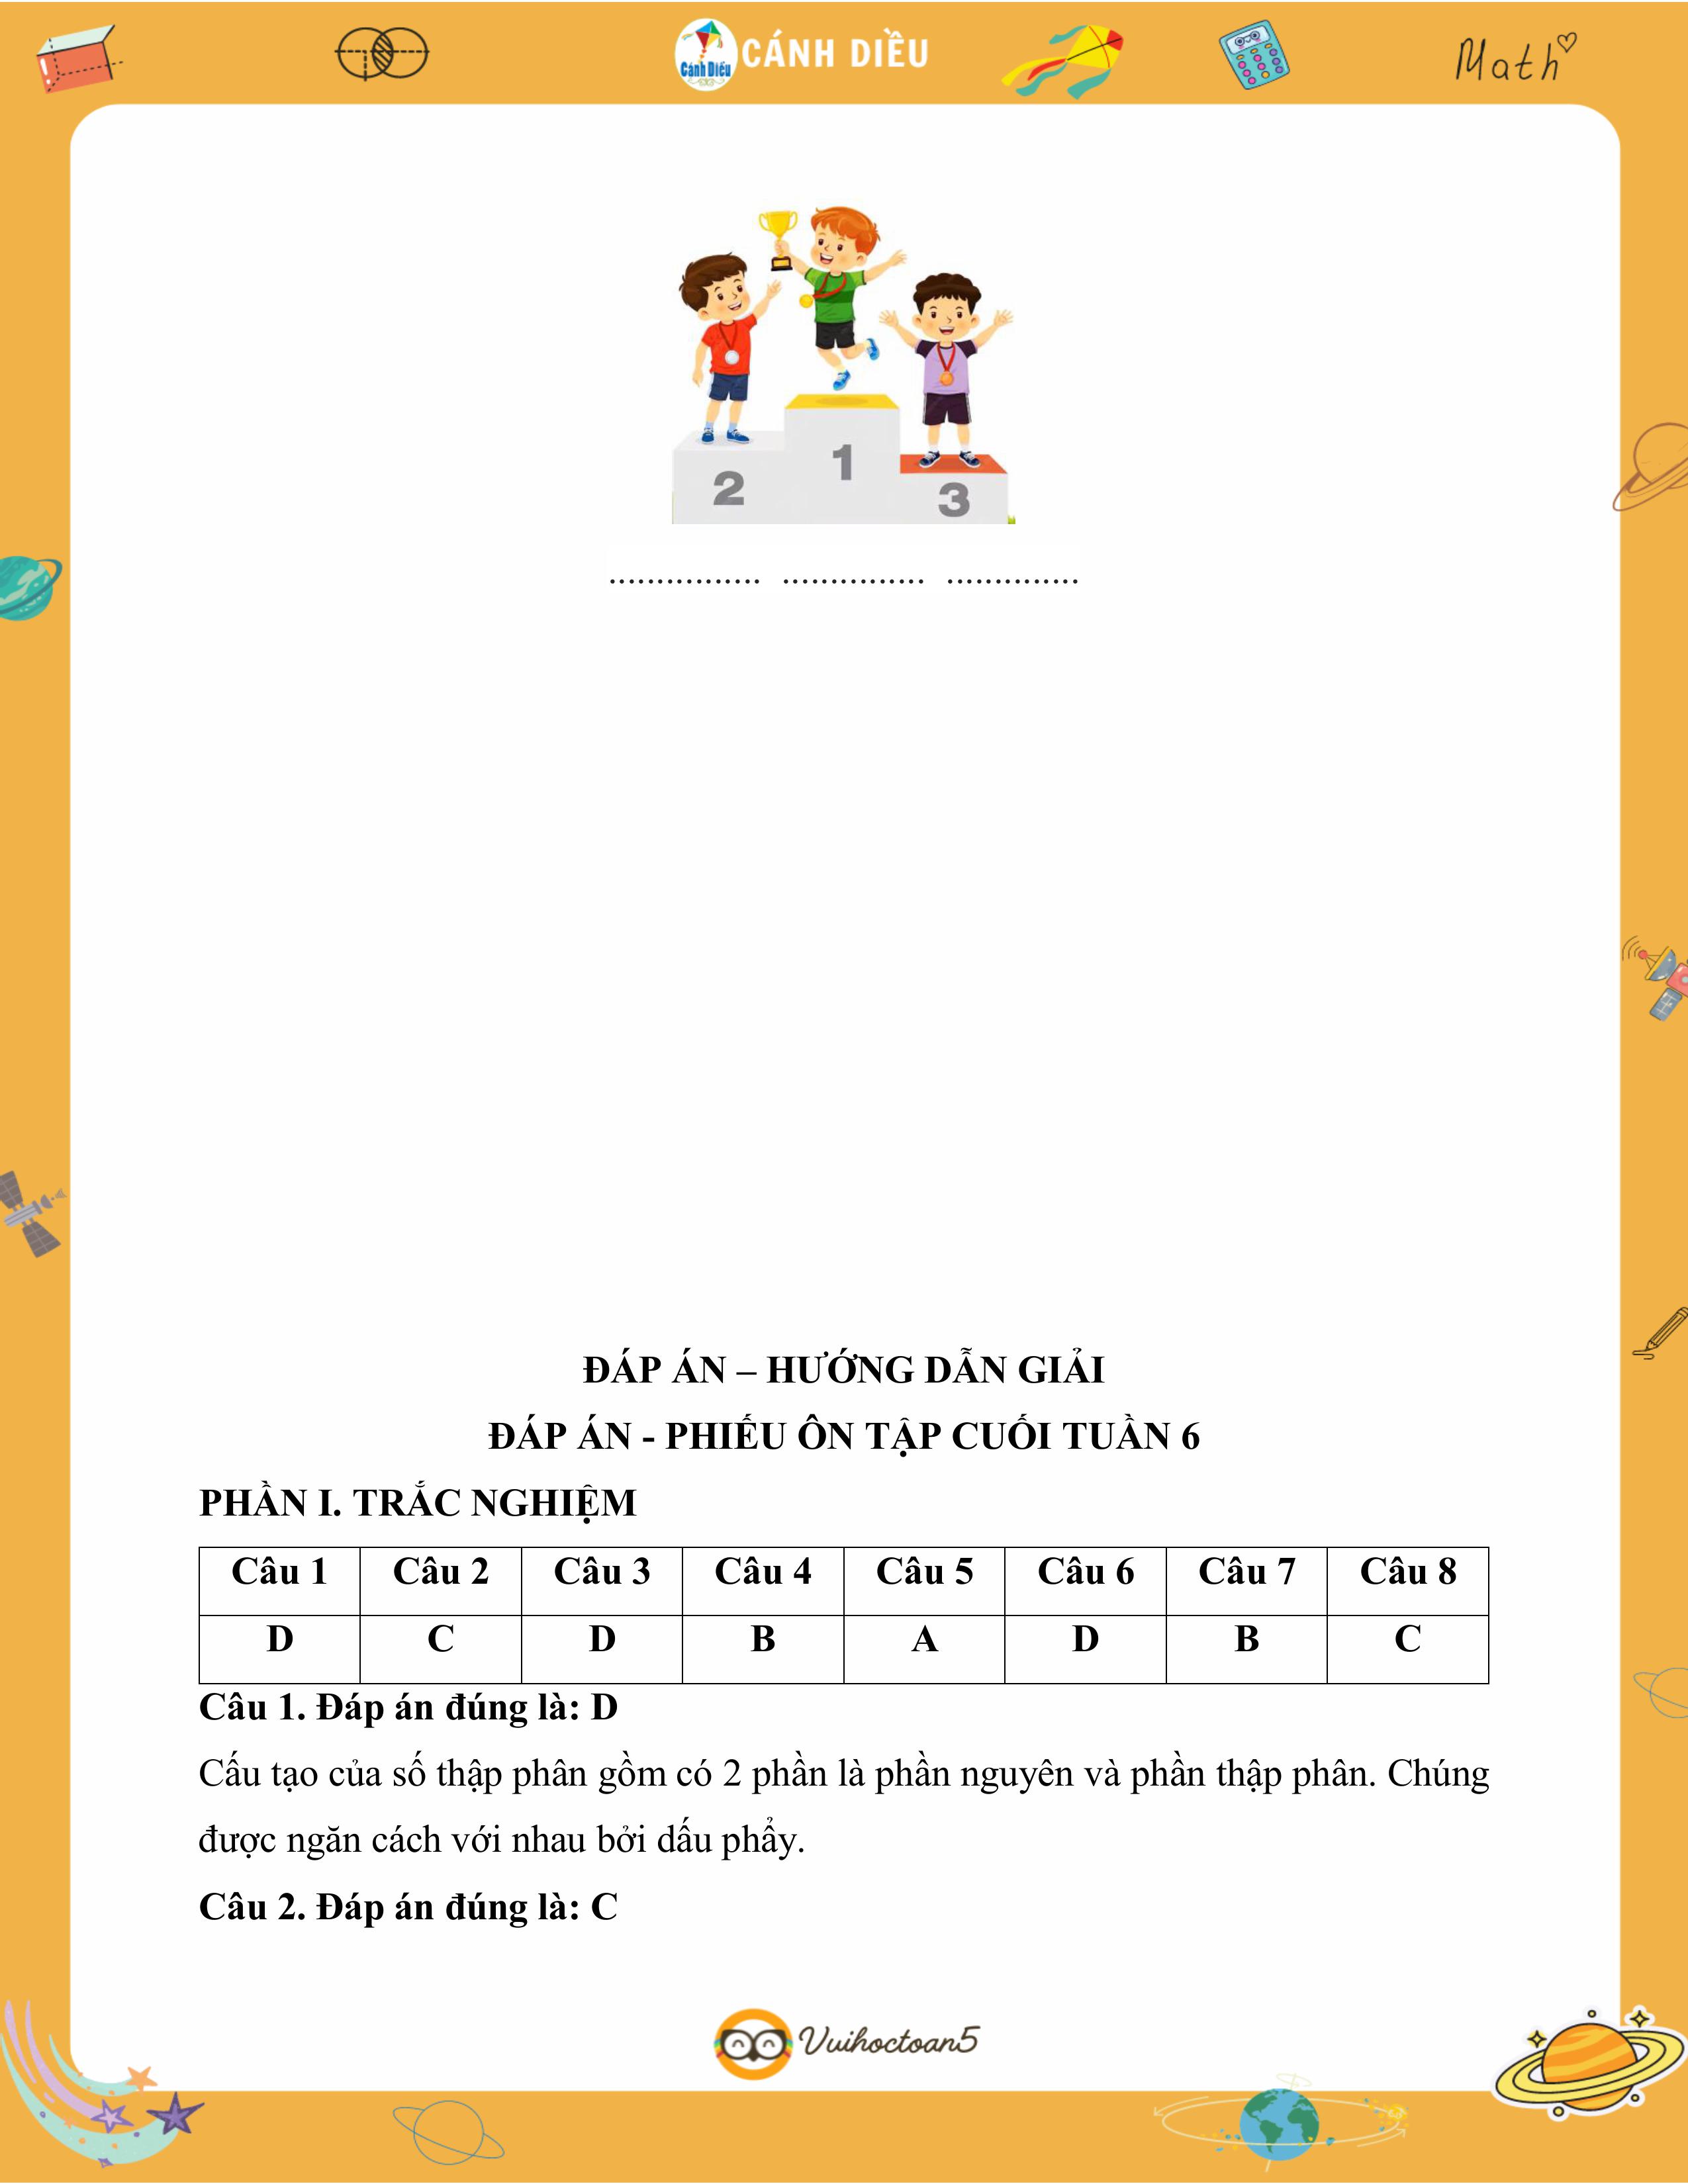 Cánh Diều
CÁNH DIỀU
Math
1
2
3
................ ............... ..............
ĐÁP ÁN – HƯỚNG DẪN GIẢI
ĐÁP ÁN - PHIẾU ÔN TẬP CUỐI TUẦN 6
PHẦN I. TRẮC NGHIỆM
Câu 1 Câu 2 Câu 3 Câu 4 Câu 5 Câu 6 Câu 7 Câu 8
D C D B A D B C
Câu 1. Đáp án đúng là: D
Cấu tạo của số thập phân gồm có 2 phần là phần nguyên và phần thập phân. Chúng
được ngăn cách với nhau bởi dấu phẩy.
Câu 2. Đáp án đúng là: C
Vuihoctoan5